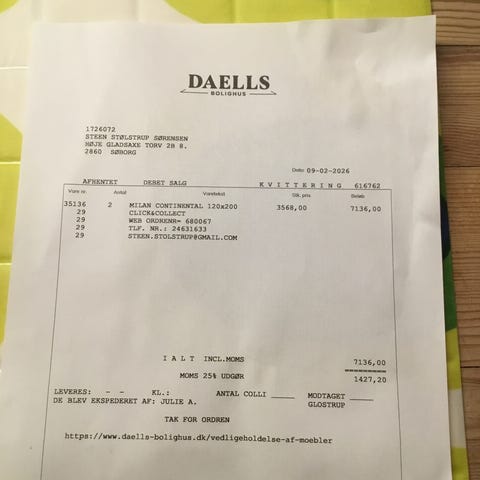 DAELLS
BOLIGHUS
1726072
STEEN STØLSTRUP SØRENSEN
HØJE GLADSAXE TORV 2B 8.
2860 SØBORG
Dato: 09-02-2026
AFHENTET DEBET SALG KVITTERING 616762
Vare nr. Antal Varetekst Stk. pris Beløb
35136 2 MILAN CONTINENTAL 120x200 3568,00 7136,00
29 CLICK&COLLECT
29 WEB ORDRENR= 680067
29 TLF. NR.: 24631633
29 STEEN.STOLSTRUP@GMAIL.COM
I A L T INCL.MOMS 7136,00
========
MOMS 25% UDGØR 1427,20
LEVERES: - - KL.: ANTAL COLLI _____ MODTAGET _____
DE BLEV EKSPEDERET AF: JULIE A. GLOSTRUP
TAK FOR ORDREN
https://www.daells-bolighus.dk/vedligeholdelse-af-moebler